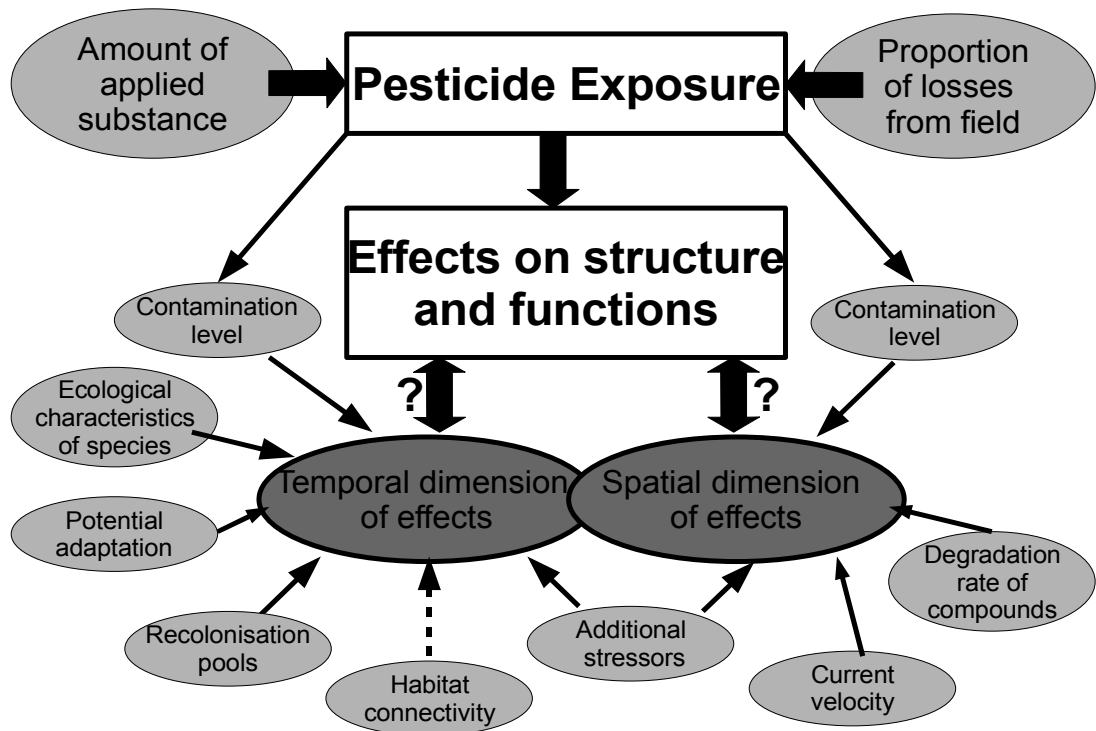 Amount of
applied
substance
Pesticide Exposure
Proportion
of losses
from field
Effects on structure
and functions
Contamination
level
Contamination
level
?
?
Ecological
characteristics
of species
Temporal dimension
of effects
Spatial dimension
of effects
Potential
adaptation
Degradation
rate of
compounds
Recolonisation
pools
Additional
stressors
Habitat
connectivity
Current
velocity